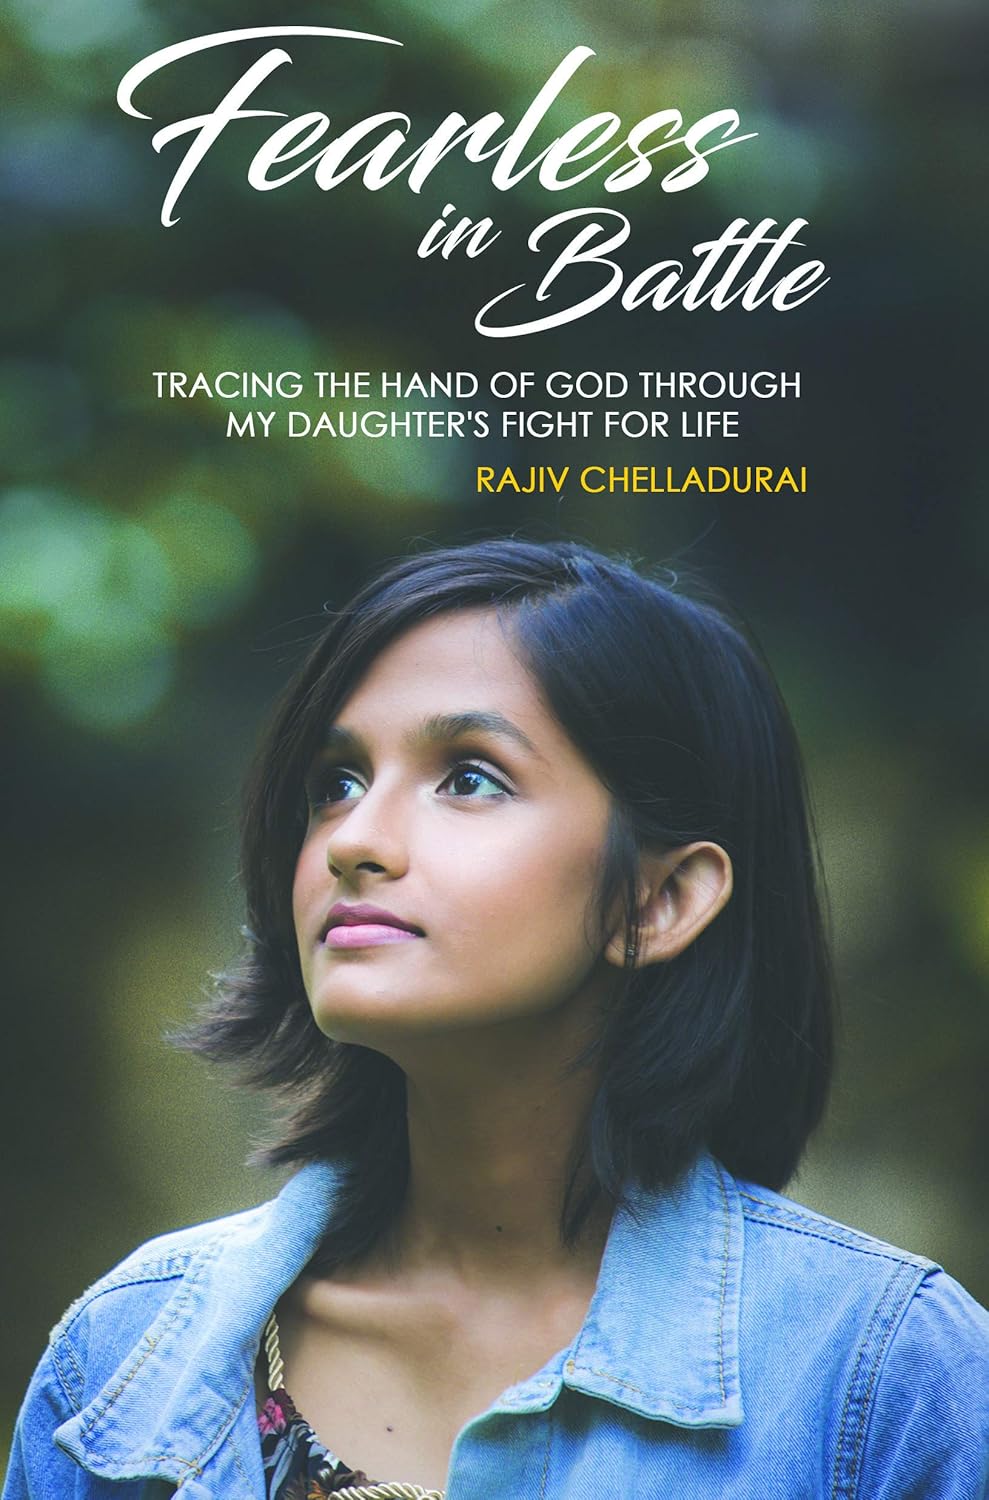 Fearless
in Battle
TRACING THE HAND OF GOD THROUGH
MY DAUGHTER'S FIGHT FOR LIFE
RAJIV CHELLADURAI